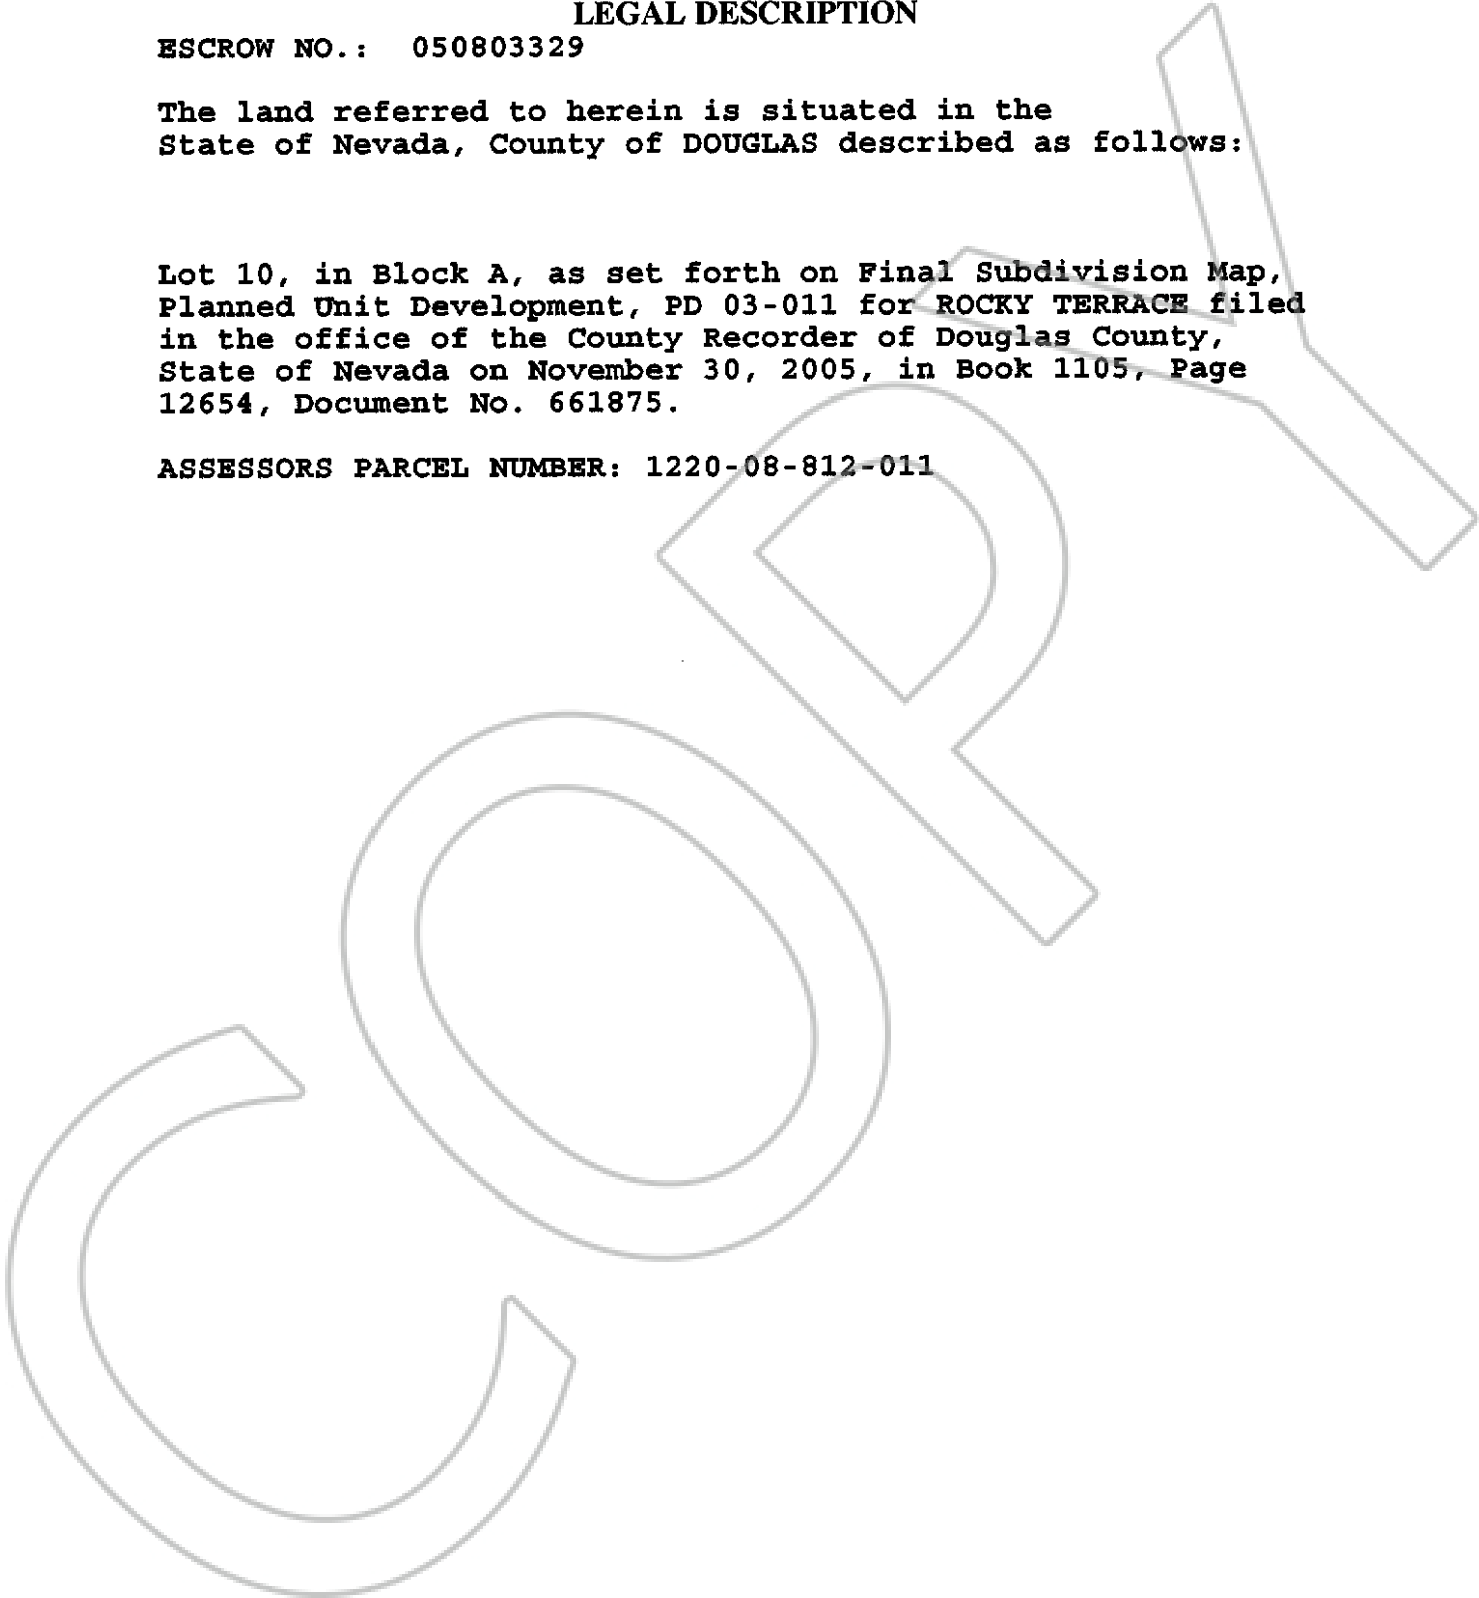 LEGAL DESCRIPTION
ESCROW NO.: 050803329
The land referred to herein is situated in the
State of Nevada, County of DOUGLAS described as follows:
Lot 10, in Block A, as set forth on Final Subdivision Map,
Planned Unit Development, PD 03-011 for ROCKY TERRACE filed
in the office of the County Recorder of Douglas County,
State of Nevada on November 30, 2005, in Book 1105, Page
12654, Document No. 661875.
ASSESSORS PARCEL NUMBER: 1220-08-812-011
COPY